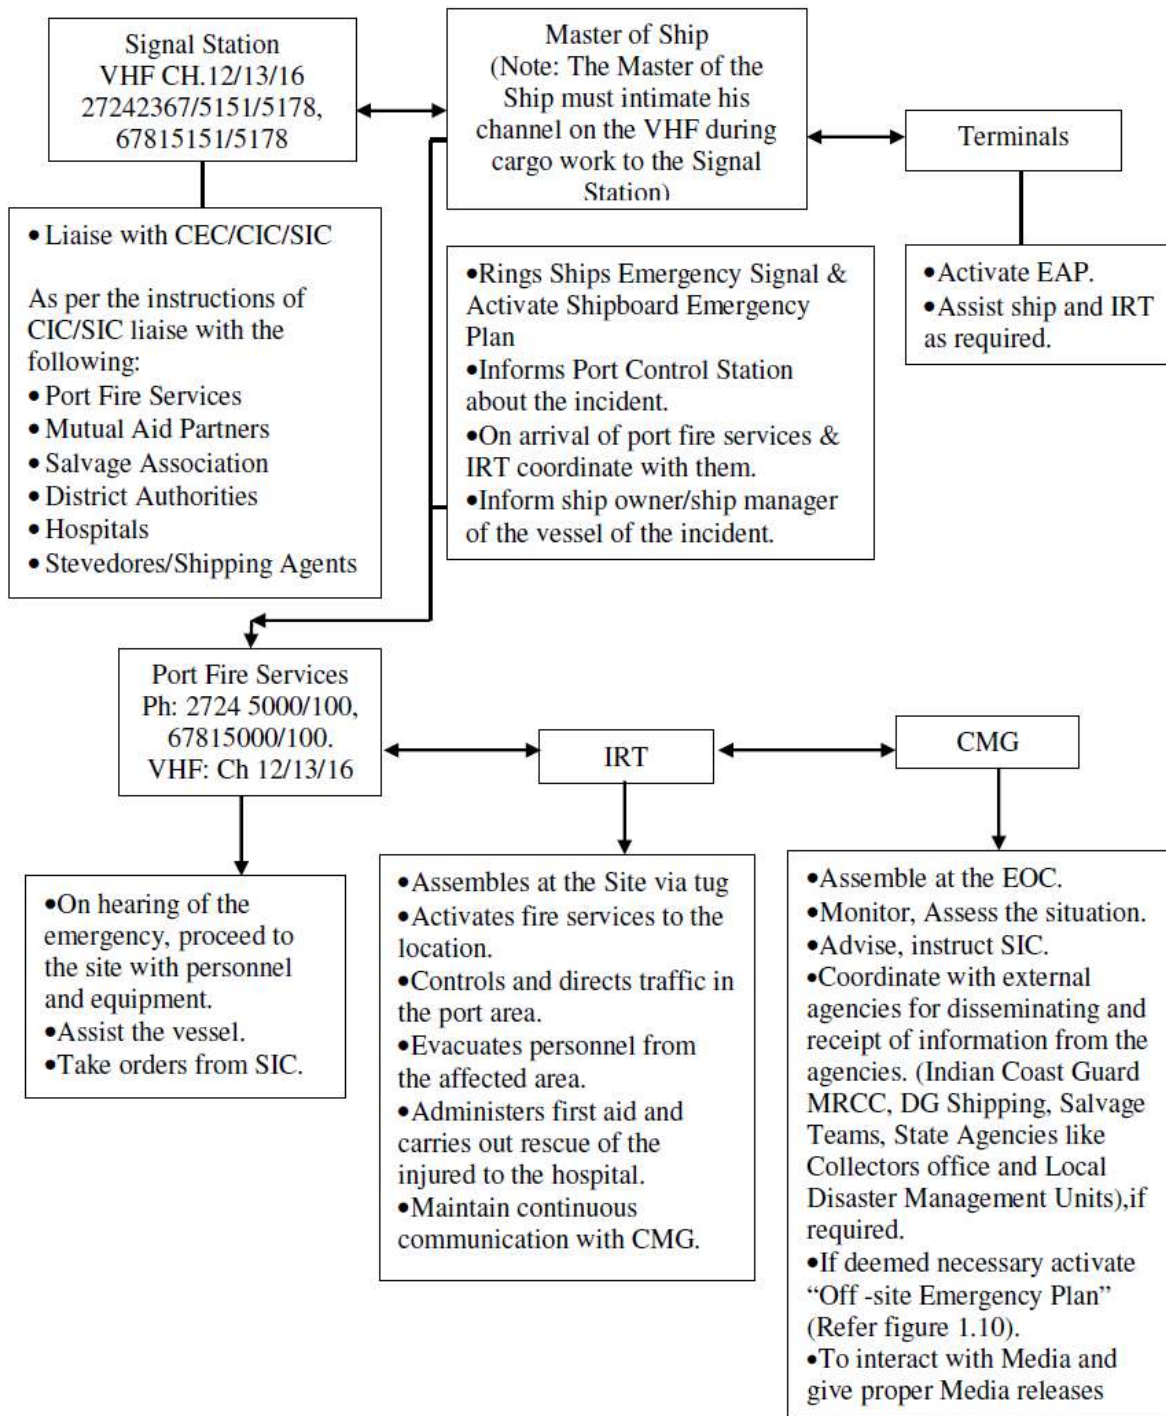 Signal Station
VHF CH.12/13/16
27242367/5151/5178,
67815151/5178
Master of Ship
(Note: The Master of the
Ship must intimate his
channel on the VHF during
cargo work to the Signal
Station)
Terminals
•Liaise with CEC/CIC/SIC
As per the instructions of
CIC/SIC liaise with the
following:
•Port Fire Services
•Mutual Aid Partners
•Salvage Association
•District Authorities
•Hospitals
•Stevedores/Shipping Agents
•Rings Ships Emergency Signal &
Activate Shipboard Emergency
Plan
•Informs Port Control Station
about the incident.
•On arrival of port fire services &
IRT coordinate with them.
•Inform ship owner/ship manager
of the vessel of the incident.
•Activate EAP.
•Assist ship and IRT
as required.
Port Fire Services
Ph: 2724 5000/100,
67815000/100.
VHF: Ch 12/13/16
IRT
CMG
•On hearing of the
emergency, proceed to
the site with personnel
and equipment.
•Assist the vessel.
•Take orders from SIC.
•Assembles at the Site via tug
•Activates fire services to the
location.
•Controls and directs traffic in
the port area.
•Evacuates personnel from
the affected area.
•Administers first aid and
carries out rescue of the
injured to the hospital.
•Maintain continuous
communication with CMG.
•Assemble at the EOC.
•Monitor, Assess the situation.
•Advise, instruct SIC.
•Coordinate with external
agencies for disseminating and
receipt of information from the
agencies. (Indian Coast Guard
MRCC, DG Shipping, Salvage
Teams, State Agencies like
Collectors office and Local
Disaster Management Units),if
required.
•If deemed necessary activate
“Off -site Emergency Plan”
(Refer figure 1.10).
•To interact with Media and
give proper Media releases